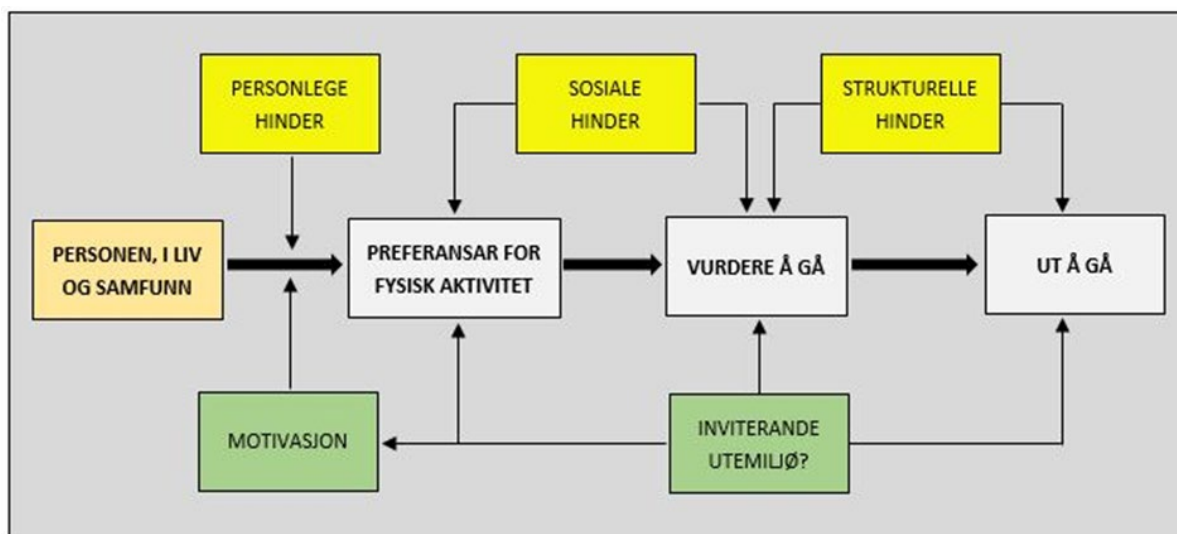 PERSONLEGE
HINDER
SOSIALE
HINDER
STRUKTURELLE
HINDER
PERSONEN, I LIV
OG SAMFUNN
PREFERANSAR FOR
FYSISK AKTIVITET
VURDERE Å GÅ
UT Å GÅ
MOTIVASJON
INVITERANDE
UTEMILJØ?